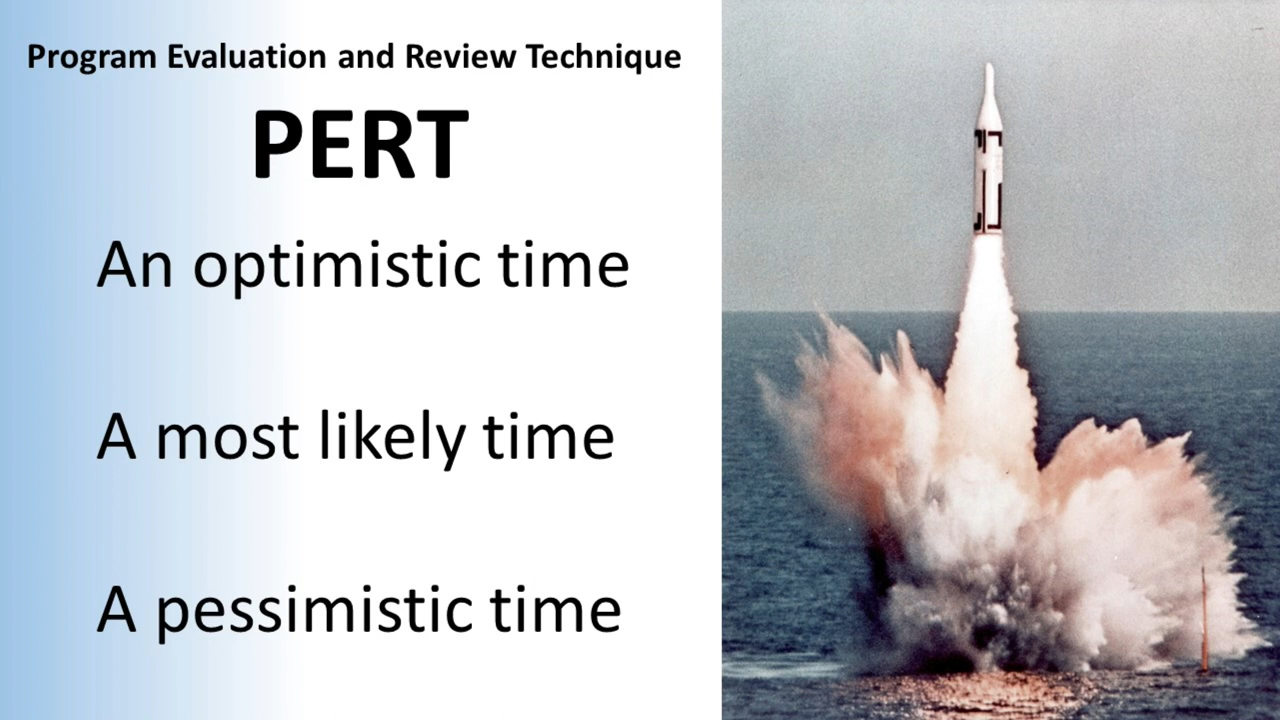 Program Evaluation and Review Technique
PERT
An optimistic time
A most likely time
A pessimistic time